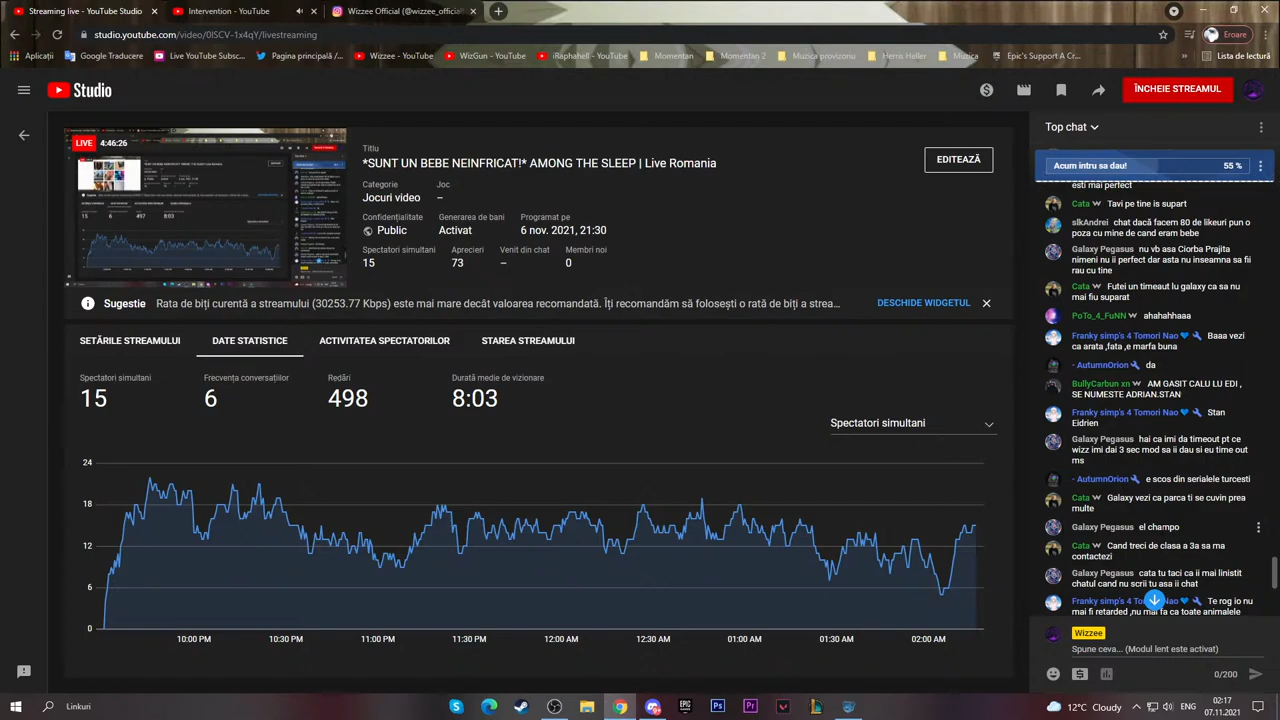 Streaming live - YouTube Studio
Intervention - YouTube
Wizzee Official (@wizzee_official)
studio.youtube.com/video/0lSCV-1x4qY/livestreaming
Eroare
Aplicații
Google Traducere
Live YouTube Subsc...
Pagina principală /...
Wizzee - YouTube
WizGun - YouTube
iRaphahell - YouTube
Momentan
Momentan 2
Muzica provizoriu
Herris Heller
Muzica
Epic's Support A Cr...
Lista de lectură
Studio
ÎNCHEIE STREAMUL
LIVE 4:46:26
Titlu
*SUNT UN BEBE NEINFRICAT!* AMONG THE SLEEP | Live Romania
EDITEAZĂ
Categorie
Joc
Jocuri video
–
Confidențialitate
Generarea de bani
Programat pe
Public
Activat
6 nov. 2021, 21:30
Spectatori simultani
Aprecieri
Venit din chat
Membri noi
15
73
–
0
Sugestie
Rata de biți curentă a streamului (30253.77 Kbps) este mai mare decât valoarea recomandată. Îți recomandăm să folosești o rată de biți a strea...
DESCHIDE WIDGETUL
SETĂRILE STREAMULUI
DATE STATISTICE
STAREA STREAMULUI
Spectatori simultani
Frecvența conversațiilor
Redări
Durată medie de vizionare
15
6
498
8:03
Spectatori simultani
24
18
12
6
0
10:00 PM
10:30 PM
11:00 PM
11:30 PM
12:00 AM
12:30 AM
01:00 AM
01:30 AM
02:00 AM
Top chat
Acum intru sa dau!
55 %
esti mai perfect
Cata Tavi pe tine is suparat
slkAndrei chat dacă facem 80 de likeuri pun o
poza cu mine de cand eram bebe
Galaxy Pegasus nu vb asa Ciorba Prajita
nimeni nu ii perfect dar asta nu inseamna sa fii
rau cu tine
Cata Futei un timeaut lu galaxy ca sa nu
mai fiu suparat
PoTo_4_FuNN ahahahhaaa
Franky simp's 4 Tomori Nao Baaa vezi
ca arata ,fata ,e marfa buna
- AutumnOrion da
BullyCarbun xn AM GASIT CALU LU EDI ,
SE NUMESTE ADRIAN.STAN
Franky simp's 4 Tomori Nao Stan
Eidrien
Galaxy Pegasus hai ca imi da timeout pt ce
wizz imi dai 3 sec mod sa ii dau si eu time out
ms
- AutumnOrion e scos din serialele turcesti
Cata Galaxy vezi ca parca ti se cuvin prea
multe
Galaxy Pegasus el champo
Cata Cand treci de clasa a 3a sa ma
contactezi
Galaxy Pegasus cata tu taci ca ii mai linistit
chatul cand nu scrii tu asa ii chat
Te rog io nu
mai fi retarded ,nu mai fa ca toate animalele
Wizzee
Spune ceva... (Modul lent este activat)
0/200
Linkuri
12°C Cloudy
ENG
02:17
07.11.2021